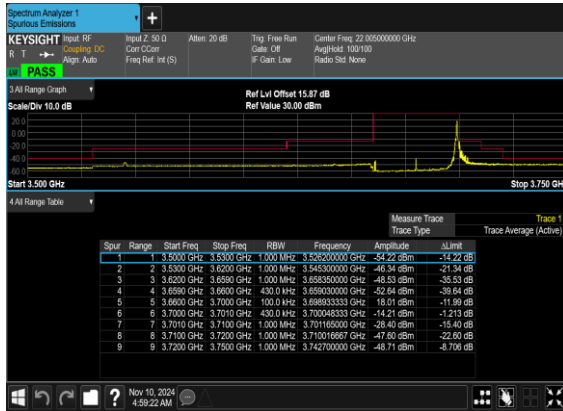 Spectrum Analyzer 1
Spurious Emissions
+
KEYSIGHT Input: RF Input Z: 50 Ω Atten: 20 dB Trig: Free Run Center Freq: 22.005000000 GHz
R T Coupling: DC Corr CCorr Gate: Off Avg|Hold: 100/100
Align: Auto Freq Ref: Int (S) IF Gain: Low Radio Std: None
PASS
3 All Range Graph
Ref Lvl Offset 15.87 dB
Scale/Div 10.0 dB Ref Value 30.00 dBm
20.0
0.00
-20.0
-40.0
-60.0
Start 3.500 GHz Stop 3.750 GH
4 All Range Table
Measure Trace Trace 1
Trace Type Trace Average (Active)
Spur Range Start Freq Stop Freq RBW Frequency Amplitude ΔLimit
1 1 3.5000 GHz 3.5300 GHz 1.000 MHz 3.526200000 GHz -54.22 dBm -14.22 dB
2 2 3.5300 GHz 3.6200 GHz 1.000 MHz 3.545300000 GHz -46.34 dBm -21.34 dB
3 3 3.6200 GHz 3.6590 GHz 1.000 MHz 3.658350000 GHz -48.53 dBm -35.53 dB
4 4 3.6590 GHz 3.6600 GHz 430.0 kHz 3.659030000 GHz -52.64 dBm -39.64 dB
5 5 3.6600 GHz 3.7000 GHz 100.0 kHz 3.698933333 GHz 18.01 dBm -11.99 dB
6 6 3.7000 GHz 3.7010 GHz 430.0 kHz 3.700048333 GHz -14.21 dBm -1.213 dB
7 7 3.7010 GHz 3.7100 GHz 1.000 MHz 3.701165000 GHz -28.40 dBm -15.40 dB
8 8 3.7100 GHz 3.7200 GHz 1.000 MHz 3.710016667 GHz -47.60 dBm -22.60 dB
9 9 3.7200 GHz 3.7500 GHz 1.000 MHz 3.742700000 GHz -48.71 dBm -8.706 dB
? Nov 10, 2024
4:59:22 AM